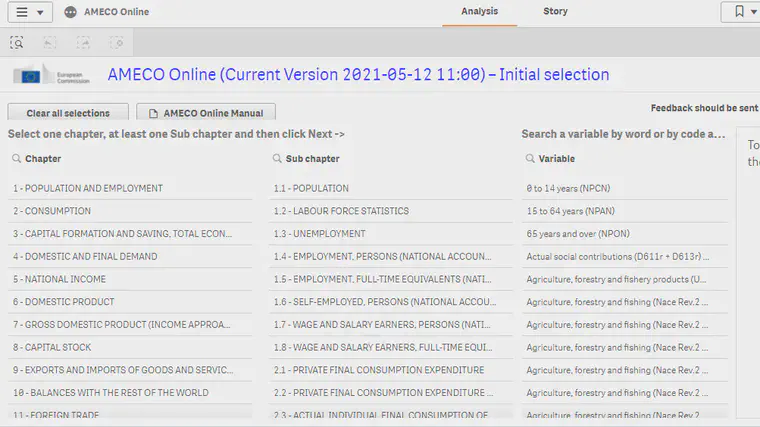 AMECO Online
Analysis
Story
European Commission
AMECO Online (Current Version 2021-05-12 11:00) – Initial selection
Clear all selections
AMECO Online Manual
Feedback should be sent
Select one chapter, at least one Sub chapter and then click Next ->
Search a variable by word or by code a...
To
the
Chapter
Sub chapter
Variable
1 - POPULATION AND EMPLOYMENT
1.1 - POPULATION
0 to 14 years (NPCN)
2 - CONSUMPTION
1.2 - LABOUR FORCE STATISTICS
15 to 64 years (NPAN)
3 - CAPITAL FORMATION AND SAVING, TOTAL ECON...
1.3 - UNEMPLOYMENT
65 years and over (NPON)
4 - DOMESTIC AND FINAL DEMAND
1.4 - EMPLOYMENT, PERSONS (NATIONAL ACCOUN...
Actual social contributions (D611r + D613r) ...
5 - NATIONAL INCOME
1.5 - EMPLOYMENT, FULL-TIME EQUIVALENTS (NATI...
Agriculture, forestry and fishery products (U...
6 - DOMESTIC PRODUCT
1.6 - SELF-EMPLOYED, PERSONS (NATIONAL ACCOU...
Agriculture, forestry and fishing (Nace Rev.2 ...
7 - GROSS DOMESTIC PRODUCT (INCOME APPROA...
1.7 - WAGE AND SALARY EARNERS, PERSONS (NATI...
Agriculture, forestry and fishing (Nace Rev.2 ...
8 - CAPITAL STOCK
1.8 - WAGE AND SALARY EARNERS, FULL-TIME EQUI...
Agriculture, forestry and fishing (Nace Rev.2 ...
9 - EXPORTS AND IMPORTS OF GOODS AND SERVIC...
2.1 - PRIVATE FINAL CONSUMPTION EXPENDITURE
Agriculture, forestry and fishing (Nace Rev.2 ...
10 - BALANCES WITH THE REST OF THE WORLD
2.2 - PRIVATE FINAL CONSUMPTION EXPENDITURE ...
Agriculture, forestry and fishing (Nace Rev.2 ...
11 - FOREIGN TRADE
2.3 - ACTUAL INDIVIDUAL FINAL CONSUMPTION OF
Agriculture, forestry and fishing (Nace Rev.2